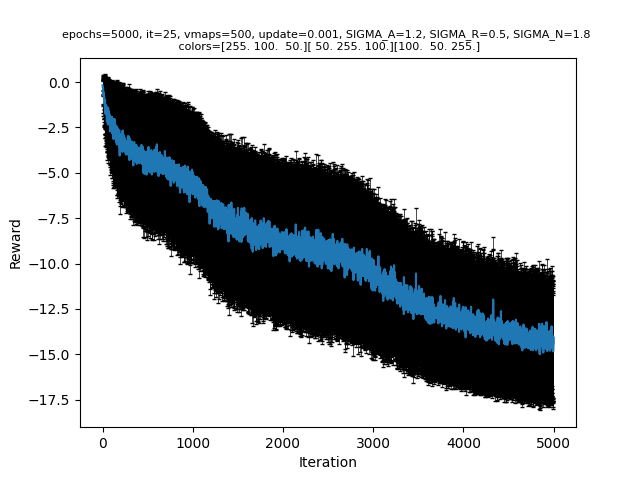 epochs=5000, it=25, vmaps=500, update=0.001, SIGMA_A=1.2, SIGMA_R=0.5, SIGMA_N=1.8
colors=[255. 100.  50.][ 50. 255. 100.][100.  50. 255.]
0.0
−2.5
−5.0
−7.5
−10.0
−12.5
−15.0
−17.5
Reward
0 1000 2000 3000 4000 5000
Iteration